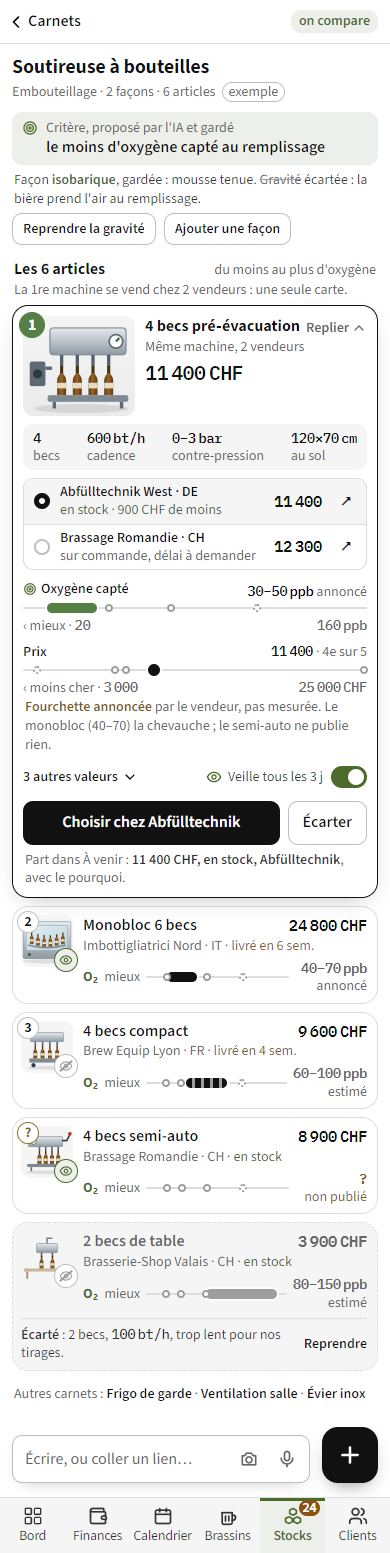 Carnets
on compare
Soutireuse à bouteilles
Embouteillage · 2 façons · 6 articles exemple
Critère, proposé par l'IA et gardé
le moins d'oxygène capté au remplissage
Façon isobarique, gardée : mousse tenue. Gravité écartée : la
bière prend l'air au remplissage.
Reprendre la gravité
Ajouter une façon
Les 6 articles
du moins au plus d'oxygène
La 1re machine se vend chez 2 vendeurs : une seule carte.
1
4 becs pré-évacuation
Replier
Même machine, 2 vendeurs
11 400 CHF
4 600 bt/h 0–3 bar 120×70 cm
becs cadence contre-pression au sol
Abfülltechnik West · DE
en stock · 900 CHF de moins
11 400 ↗
Brassage Romandie · CH
sur commande, délai à demander
12 300 ↗
Oxygène capté
30–50 ppb annoncé
‹ mieux · 20
160 ppb
Prix
11 400 · 4e sur 5
‹ moins cher · 3 000
25 000 CHF
Fourchette annoncée par le vendeur, pas mesurée. Le
monobloc (40–70) la chevauche ; le semi-auto ne publie
rien.
3 autres valeurs
Veille tous les 3 j
Choisir chez Abfülltechnik
Écarter
Part dans À venir : 11 400 CHF, en stock, Abfülltechnik,
avec le pourquoi.
2
Monobloc 6 becs
24 800 CHF
Imbottigliatrici Nord · IT · livré en 6 sem.
O₂ mieux
40–70 ppb
annoncé
3
4 becs compact
9 600 CHF
Brew Equip Lyon · FR · livré en 4 sem.
O₂ mieux
60–100 ppb
estimé
?
4 becs semi-auto
8 900 CHF
Brassage Romandie · CH · en stock
O₂ mieux
?
non publié
2 becs de table
3 900 CHF
Brasserie-Shop Valais · CH · en stock
O₂ mieux
80–150 ppb
estimé
Écarté : 2 becs, 100 bt/h, trop lent pour nos
tirages.
Reprendre
Autres carnets : Frigo de garde · Ventilation salle · Évier inox
Écrire, ou coller un lien…
+
24
Bord Finances Calendrier Brassins Stocks Clients